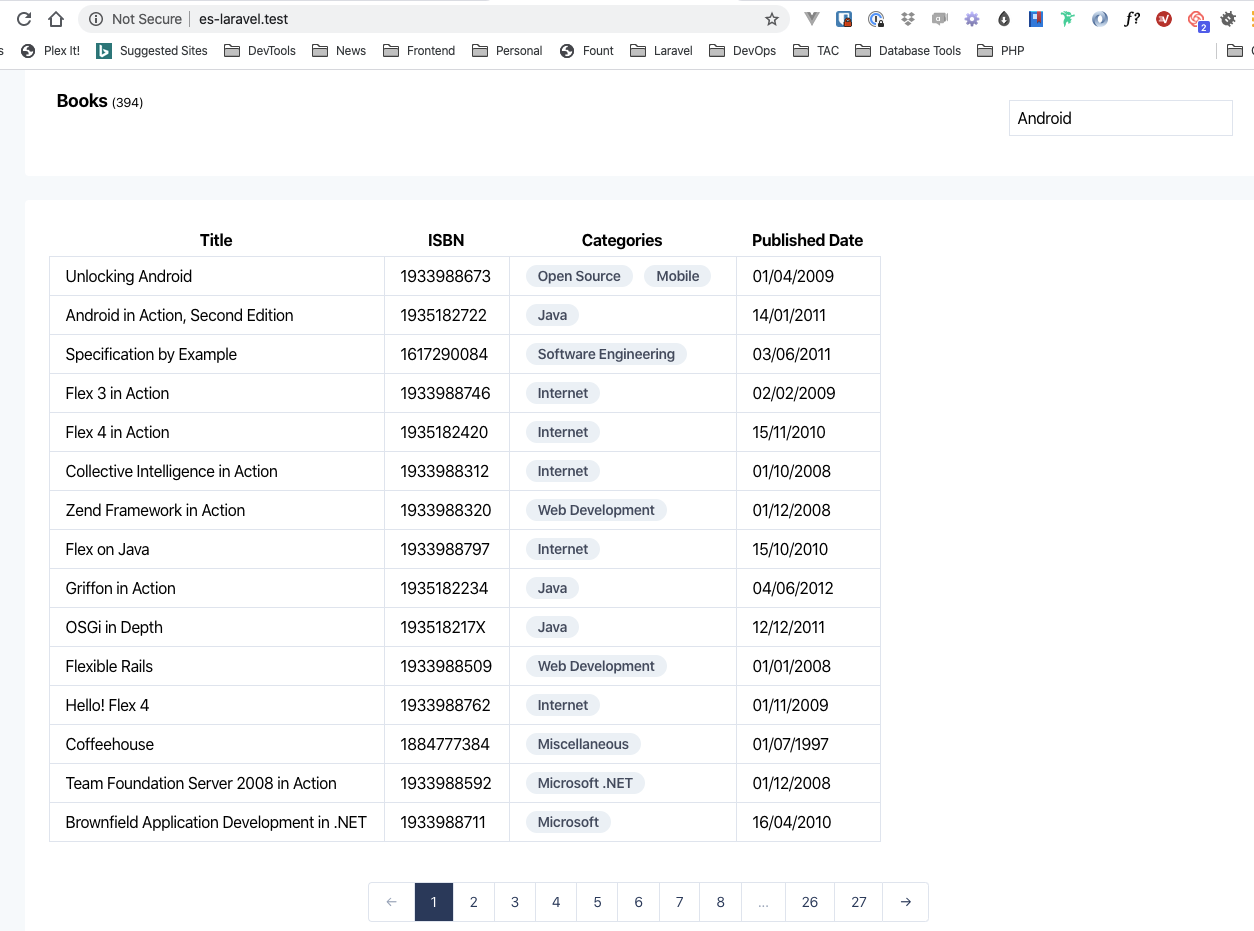 Not Secure es-laravel.test f?
2
s Plex It! Suggested Sites DevTools News Frontend Personal Fount Laravel DevOps TAC Database Tools PHP
Books (394)
Android
Title ISBN Categories Published Date
Unlocking Android 1933988673 Open Source Mobile 01/04/2009
Android in Action, Second Edition 1935182722 Java 14/01/2011
Specification by Example 1617290084 Software Engineering 03/06/2011
Flex 3 in Action 1933988746 Internet 02/02/2009
Flex 4 in Action 1935182420 Internet 15/11/2010
Collective Intelligence in Action 1933988312 Internet 01/10/2008
Zend Framework in Action 1933988320 Web Development 01/12/2008
Flex on Java 1933988797 Internet 15/10/2010
Griffon in Action 1935182234 Java 04/06/2012
OSGi in Depth 193518217X Java 12/12/2011
Flexible Rails 1933988509 Web Development 01/01/2008
Hello! Flex 4 1933988762 Internet 01/11/2009
Coffeehouse 1884777384 Miscellaneous 01/07/1997
Team Foundation Server 2008 in Action 1933988592 Microsoft .NET 01/12/2008
Brownfield Application Development in .NET 1933988711 Microsoft 16/04/2010
← 1 2 3 4 5 6 7 8 ... 26 27 →